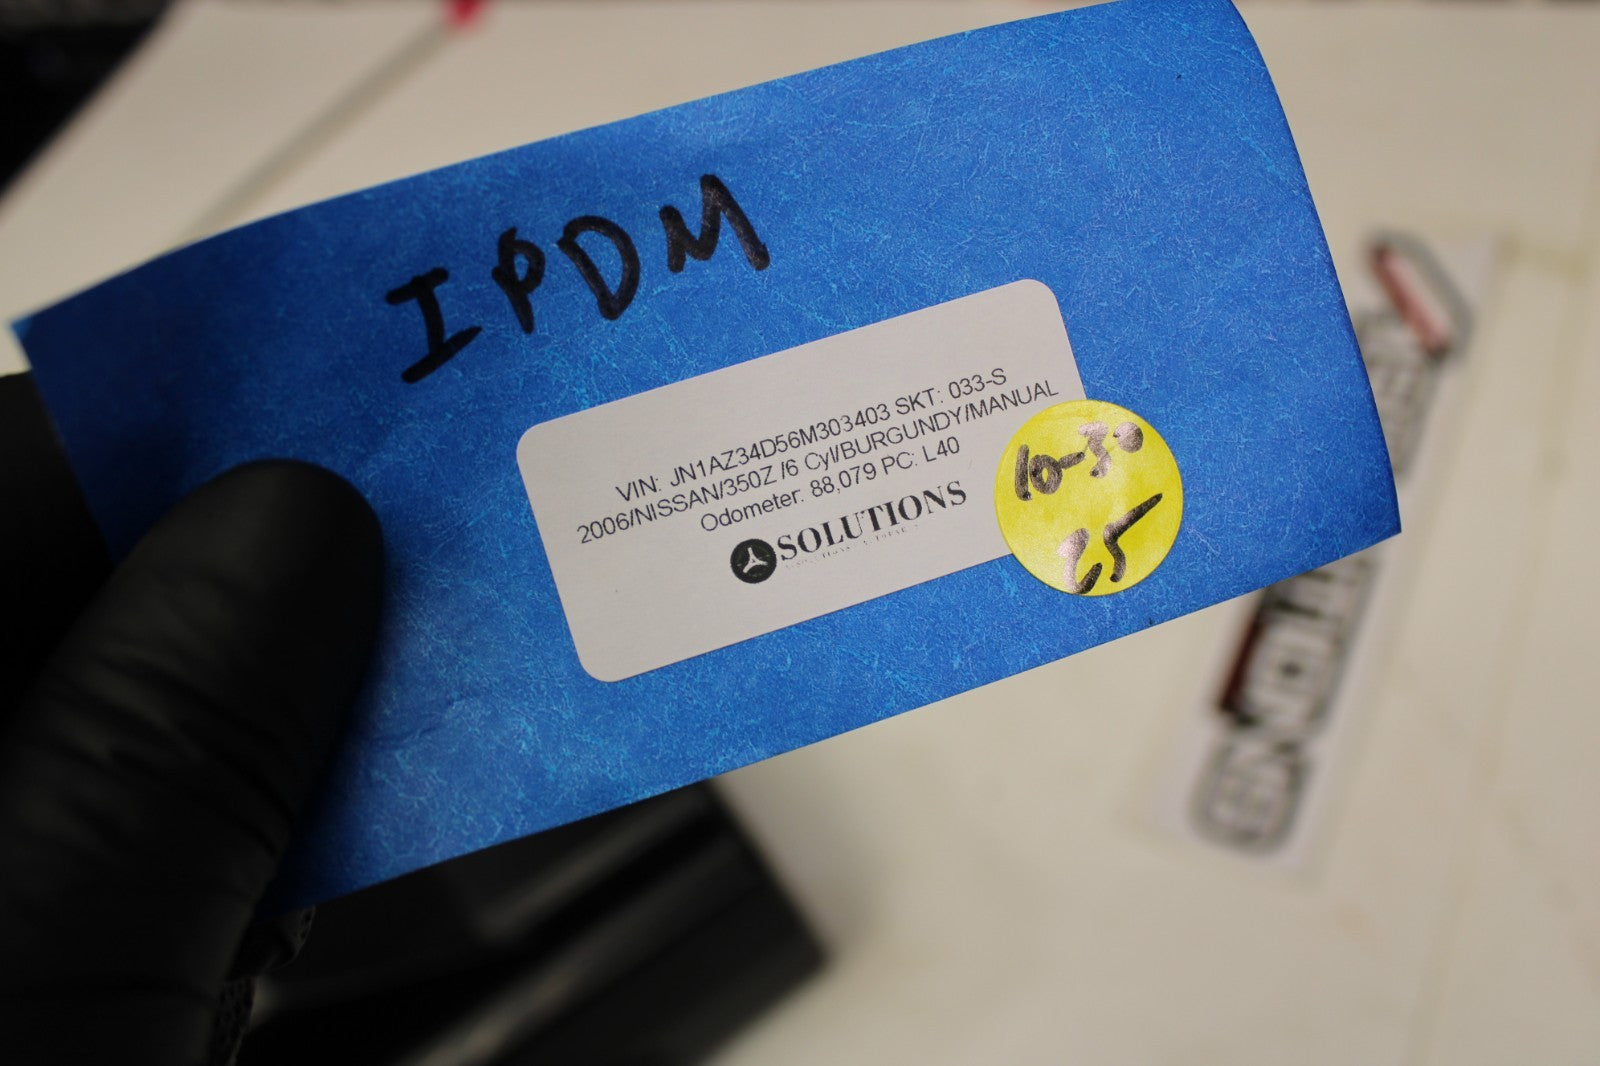 IPDM
VIN: JN1AZ34D56M303403 SKT: 033-S
2006/NISSAN/350Z /6 Cyl/BURGUNDY/MANUAL
Odometer: 88,079 PC: L40
SOLUTIONS
10-30
25